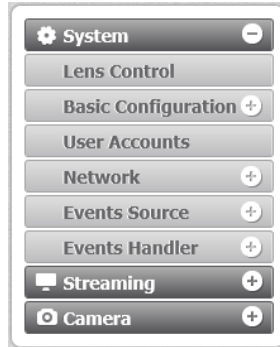 System
Lens Control
Basic Configuration
User Accounts
Network
Events Source
Events Handler
Streaming
Camera